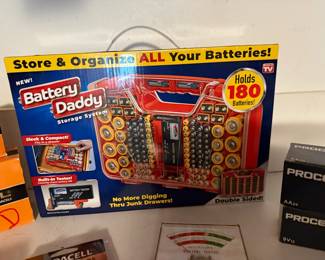 Store & Organize ALL Your Batteries!
NEW!
Battery
Daddy
Storage System
Holds
180
Batteries!
AS SEEN ON
TV
Sleek & Compact!
Built-in Tester!
No More Digging
Thru Junk Drawers!
Double Sided!
PROCE
AA
PROCE
9V